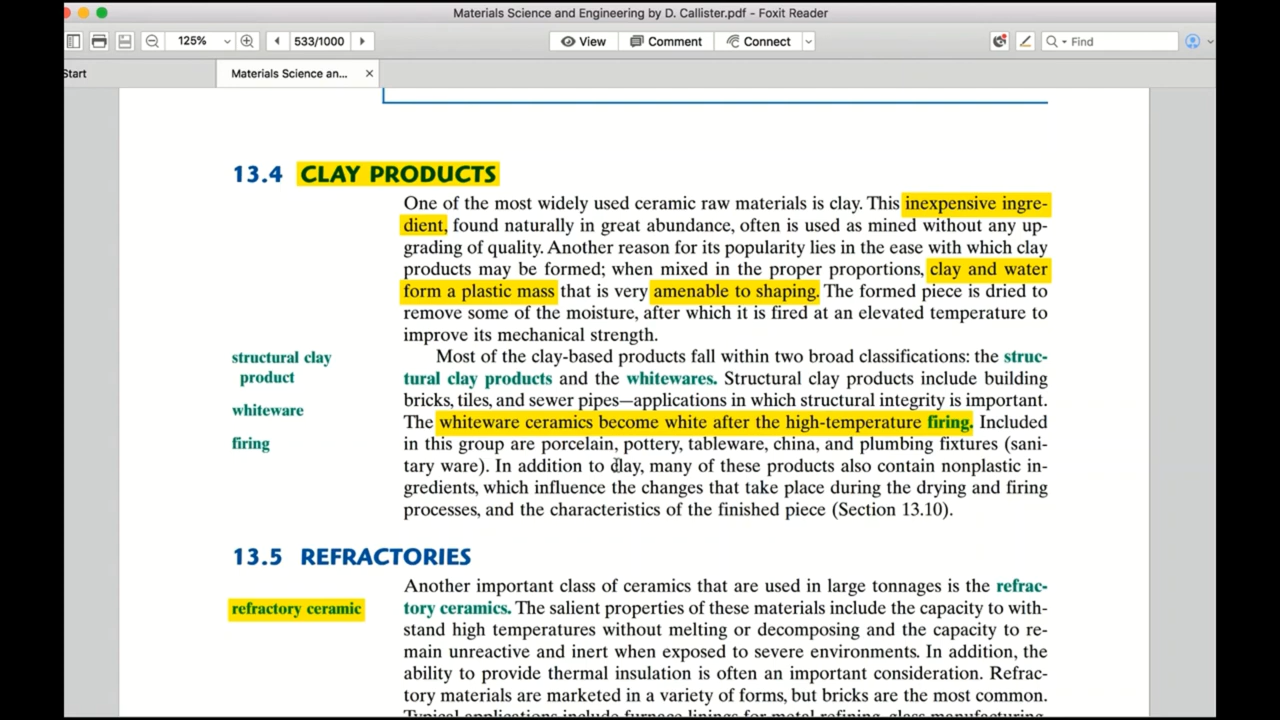 Materials Science and Engineering by D. Callister.pdf - Foxit Reader
125% 533/1000 View Comment Connect Find
Start Materials Science an... ×
13.4 CLAY PRODUCTS
One of the most widely used ceramic raw materials is clay. This inexpensive ingre-
dient, found naturally in great abundance, often is used as mined without any up-
grading of quality. Another reason for its popularity lies in the ease with which clay
products may be formed; when mixed in the proper proportions, clay and water
form a plastic mass that is very amenable to shaping. The formed piece is dried to
remove some of the moisture, after which it is fired at an elevated temperature to
improve its mechanical strength.
structural clay
product
whiteware
firing
Most of the clay-based products fall within two broad classifications: the struc-
tural clay products and the whitewares. Structural clay products include building
bricks, tiles, and sewer pipes—applications in which structural integrity is important.
The whiteware ceramics become white after the high-temperature firing. Included
in this group are porcelain, pottery, tableware, china, and plumbing fixtures (sani-
tary ware). In addition to clay, many of these products also contain nonplastic in-
gredients, which influence the changes that take place during the drying and firing
processes, and the characteristics of the finished piece (Section 13.10).
13.5 REFRACTORIES
refractory ceramic
Another important class of ceramics that are used in large tonnages is the refrac-
tory ceramics. The salient properties of these materials include the capacity to with-
stand high temperatures without melting or decomposing and the capacity to re-
main unreactive and inert when exposed to severe environments. In addition, the
ability to provide thermal insulation is often an important consideration. Refrac-
tory materials are marketed in a variety of forms, but bricks are the most common.
Typical applications include furnace linings for metal refining, glass manufacturing,